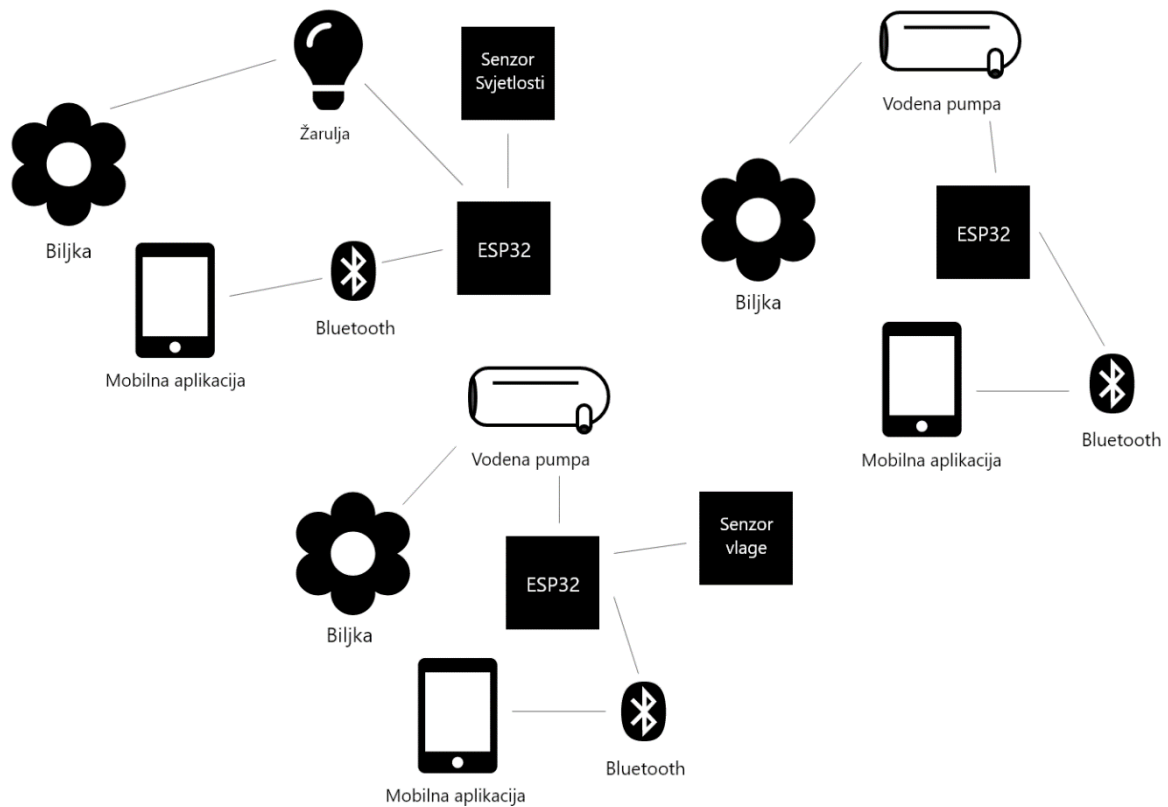 Senzor
Svjetlosti
Žarulja
ESP32
Biljka
Bluetooth
Mobilna aplikacija
Vodena pumpa
ESP32
Biljka
Bluetooth
Mobilna aplikacija
Vodena pumpa
Senzor
vlage
ESP32
Biljka
Bluetooth
Mobilna aplikacija